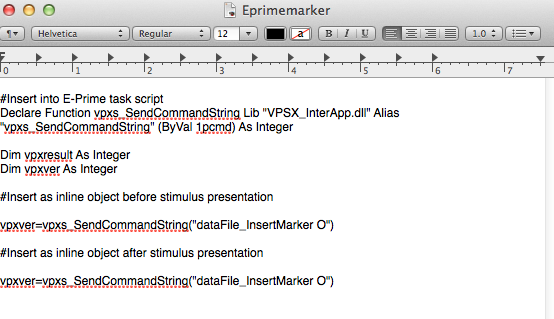 Eprimemarker
Helvetica Regular 12 a B I U 1.0
0 1 2 3 4 5 6 7
#Insert into E-Prime task script
Declare Function vpxs_SendCommandString Lib "VPSX_InterApp.dll" Alias
"vpxs_SendCommandString" (ByVal 1pcmd) As Integer
Dim vpxresult As Integer
Dim vpxver As Integer
#Insert as inline object before stimulus presentation
vpxver=vpxs_SendCommandString("dataFile_InsertMarker O")
#Insert as inline object after stimulus presentation
vpxver=vpxs_SendCommandString("dataFile_InsertMarker O")